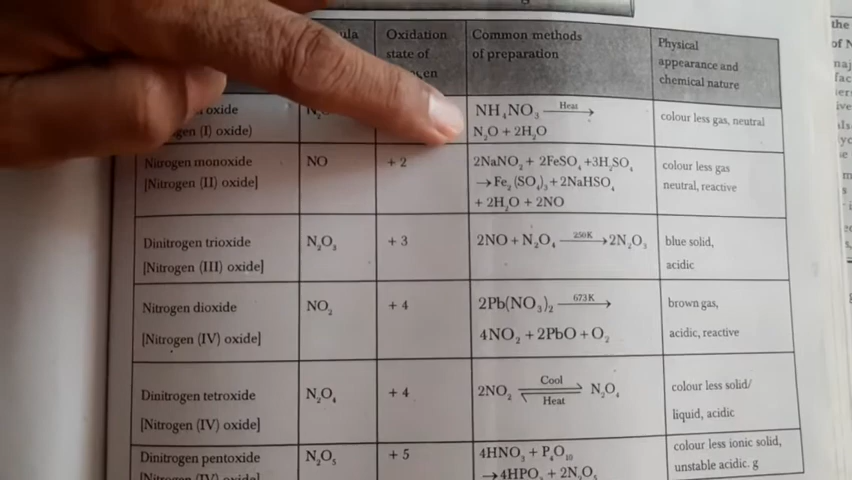 ula
Oxidation
state of
en
Common methods
of preparation
Physical
appearance and
chemical nature
oxide
gen (I) oxide)
NH₄NO₃ —Heat→
N₂O + 2H₂O
colour less gas, neutral
Nitrogen monoxide
[Nitrogen (II) oxide]
NO
+ 2
2NaNO₂ + 2FeSO₄ +3H₂SO₄
→Fe₂(SO₄)₃+2NaHSO₄
+ 2H₂O + 2NO
colour less gas
neutral, reactive
Dinitrogen trioxide
[Nitrogen (III) oxide]
N₂O₃
+ 3
2NO + N₂O₄ —250K→2N₂O₃
blue solid,
acidic
Nitrogen dioxide
[Nitrogen (IV) oxide]
NO₂
+ 4
2Pb(NO₃)₂ —673K→
4NO₂ + 2PbO + O₂
brown gas,
acidic, reactive
Dinitrogen tetroxide
[Nitrogen (IV) oxide]
N₂O₄
+ 4
2NO₂ Cool ⇌ Heat N₂O₄
colour less solid/
liquid, acidic
Dinitrogen pentoxide
[Nitrogen (IV) oxide]
N₂O₅
+ 5
4HNO₃ + P₄O₁₀
→4HPO₃ + 2N₂O₅
colour less ionic solid,
unstable acidic. g
the
of N